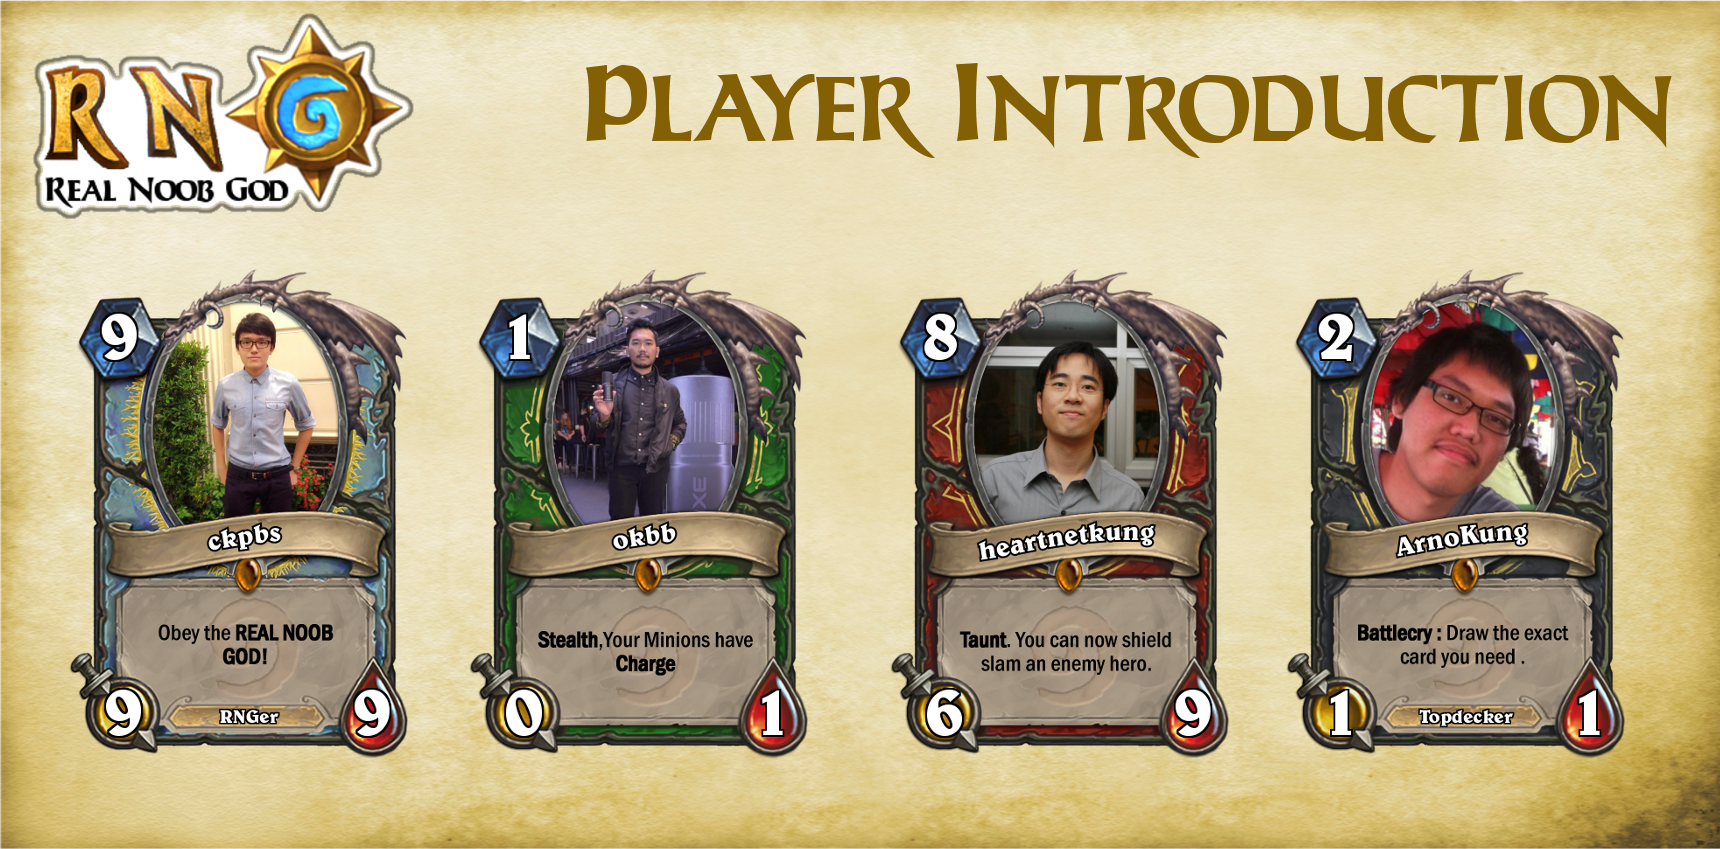 RNG
REAL NOOB GOD
PLAYER INTRODUCTION
9
ckpbs
Obey the REAL NOOB
GOD!
9
RNGer
9
1
XE
okbb
Stealth,Your Minions have
Charge
0
1
8
heartnetkung
Taunt. You can now shield
slam an enemy hero.
6
9
2
ArnoKung
Battlecry : Draw the exact
card you need .
1
Topdecker
1